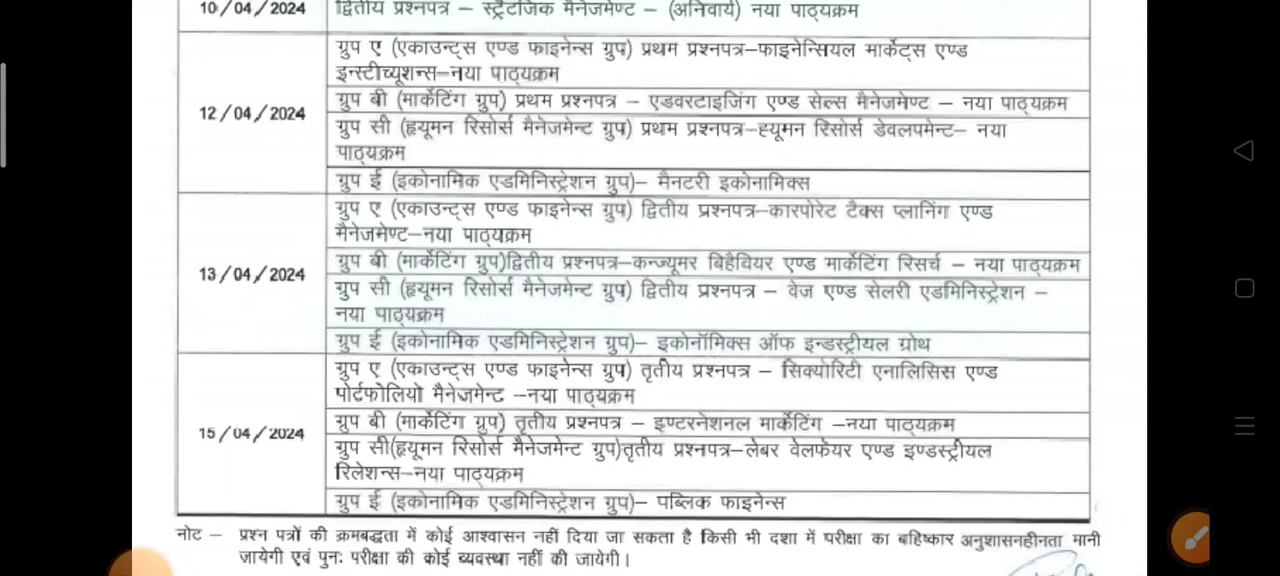 10/04/2024
द्वितीय प्रश्नपत्र – स्ट्रैटजिक मैनेजमेण्ट – (अनिवार्य) नया पाठ्यक्रम
12/04/2024
ग्रुप ए (एकाउन्ट्स एण्ड फाइनेन्स ग्रुप) प्रथम प्रश्नपत्र–फाइनेन्सियल मार्केट्स एण्ड
इन्स्टीच्यूशन्स–नया पाठ्यक्रम
ग्रुप बी (मार्केटिंग ग्रुप) प्रथम प्रश्नपत्र – एडवरटाइजिंग एण्ड सेल्स मैनेजमेण्ट – नया पाठ्यक्रम
ग्रुप सी (हृयूमन रिसोर्स मैनेजमेन्ट ग्रुप) प्रथम प्रश्नपत्र–ह्यूमन रिसोर्स डेवलपमेन्ट– नया
पाठ्यक्रम
ग्रुप ई (इकोनामिक एडमिनिस्ट्रेशन ग्रुप)– मैनटरी इकोनामिक्स
13/04/2024
ग्रुप ए (एकाउन्ट्स एण्ड फाइनेन्स ग्रुप) द्वितीय प्रश्नपत्र–कारपोरेट टैक्स प्लानिंग एण्ड
मैनेजमेण्ट–नया पाठ्यक्रम
ग्रुप बी (मार्केटिंग ग्रुप)द्वितीय प्रश्नपत्र–कन्ज्यूमर बिहैवियर एण्ड मार्केटिंग रिसर्च – नया पाठ्यक्रम
ग्रुप सी (हृयूमन रिसोर्स मैनेजमेन्ट ग्रुप) द्वितीय प्रश्नपत्र – वेज एण्ड सेलरी एडमिनिस्ट्रेशन –
नया पाठ्यक्रम
ग्रुप ई (इकोनामिक एडमिनिस्ट्रेशन ग्रुप)– इकोनॉमिक्स ऑफ इन्डस्ट्रीयल ग्रोथ
15/04/2024
ग्रुप ए (एकाउन्ट्स एण्ड फाइनेन्स ग्रुप) तृतीय प्रश्नपत्र – सिक्योरिटी एनालिसिस एण्ड
पोर्टफोलियो मैनेजमेन्ट –नया पाठ्यक्रम
ग्रुप बी (मार्केटिंग ग्रुप) तृतीय प्रश्नपत्र – इण्टरनेशनल मार्केटिंग –नया पाठ्यक्रम
ग्रुप सी(हृयूमन रिसोर्स मैनेजमेन्ट ग्रुप)तृतीय प्रश्नपत्र–लेबर वेलफेयर एण्ड इण्डस्ट्रीयल
रिलेशन्स–नया पाठ्यक्रम
ग्रुप ई (इकोनामिक एडमिनिस्ट्रेशन ग्रुप)– पब्लिक फाइनेन्स
नोट – प्रश्न पत्रों की क्रमबद्धता में कोई आश्वासन नहीं दिया जा सकता है किसी भी दशा में परीक्षा का बहिष्कार अनुशासनहीनता मानी
जायेगी एवं पुनः परीक्षा की कोई व्यवस्था नहीं की जायेगी।